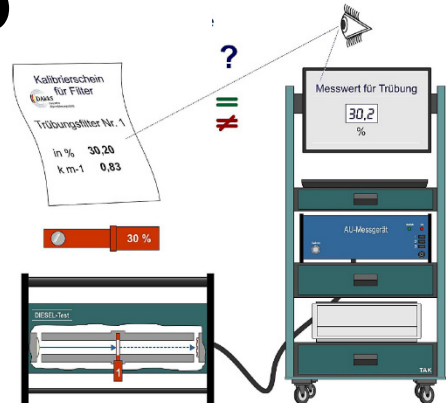 ?
=
≠
Kalibrierschein
für Filter
DAkkS
Trübungsfilter Nr. 1
in % 30,20
k m-1 0,83
30 %
Messwert für Trübung
30,2
%
AU-Messgerät
DIESEL-Test
1
TAK